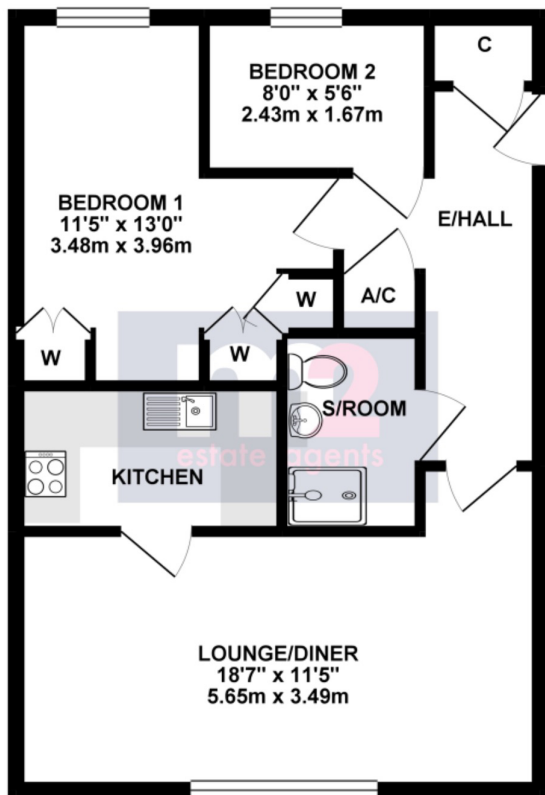 C
BEDROOM 2
8'0" x 5'6"
2.43m x 1.67m
BEDROOM 1
11'5" x 13'0"
3.48m x 3.96m
E/HALL
A/C
W
W
W
m2
estate agents
S/ROOM
KITCHEN
LOUNGE/DINER
18'7" x 11'5"
5.65m x 3.49m